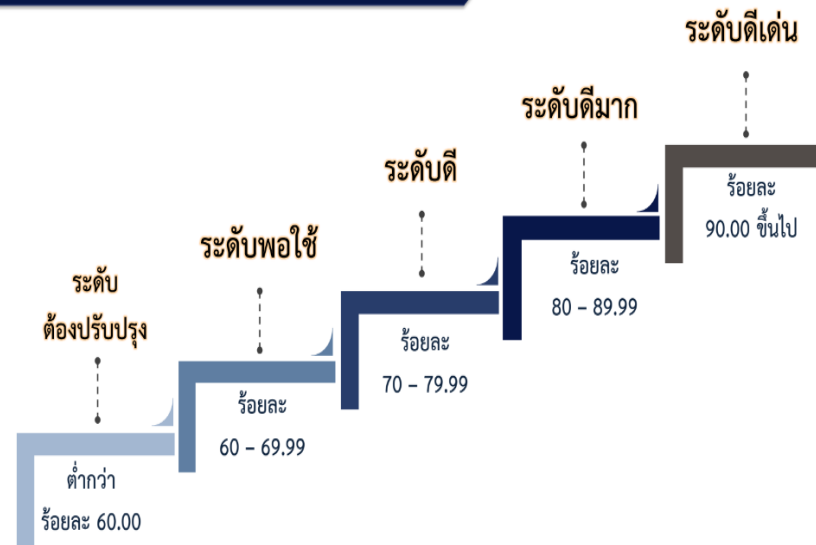 ระดับดีเด่น
ร้อยละ
90.00 ขึ้นไป
ระดับดีมาก
ร้อยละ
80 – 89.99
ระดับดี
ร้อยละ
70 – 79.99
ระดับพอใช้
ร้อยละ
60 – 69.99
ระดับ
ต้องปรับปรุง
ต่ำกว่า
ร้อยละ 60.00